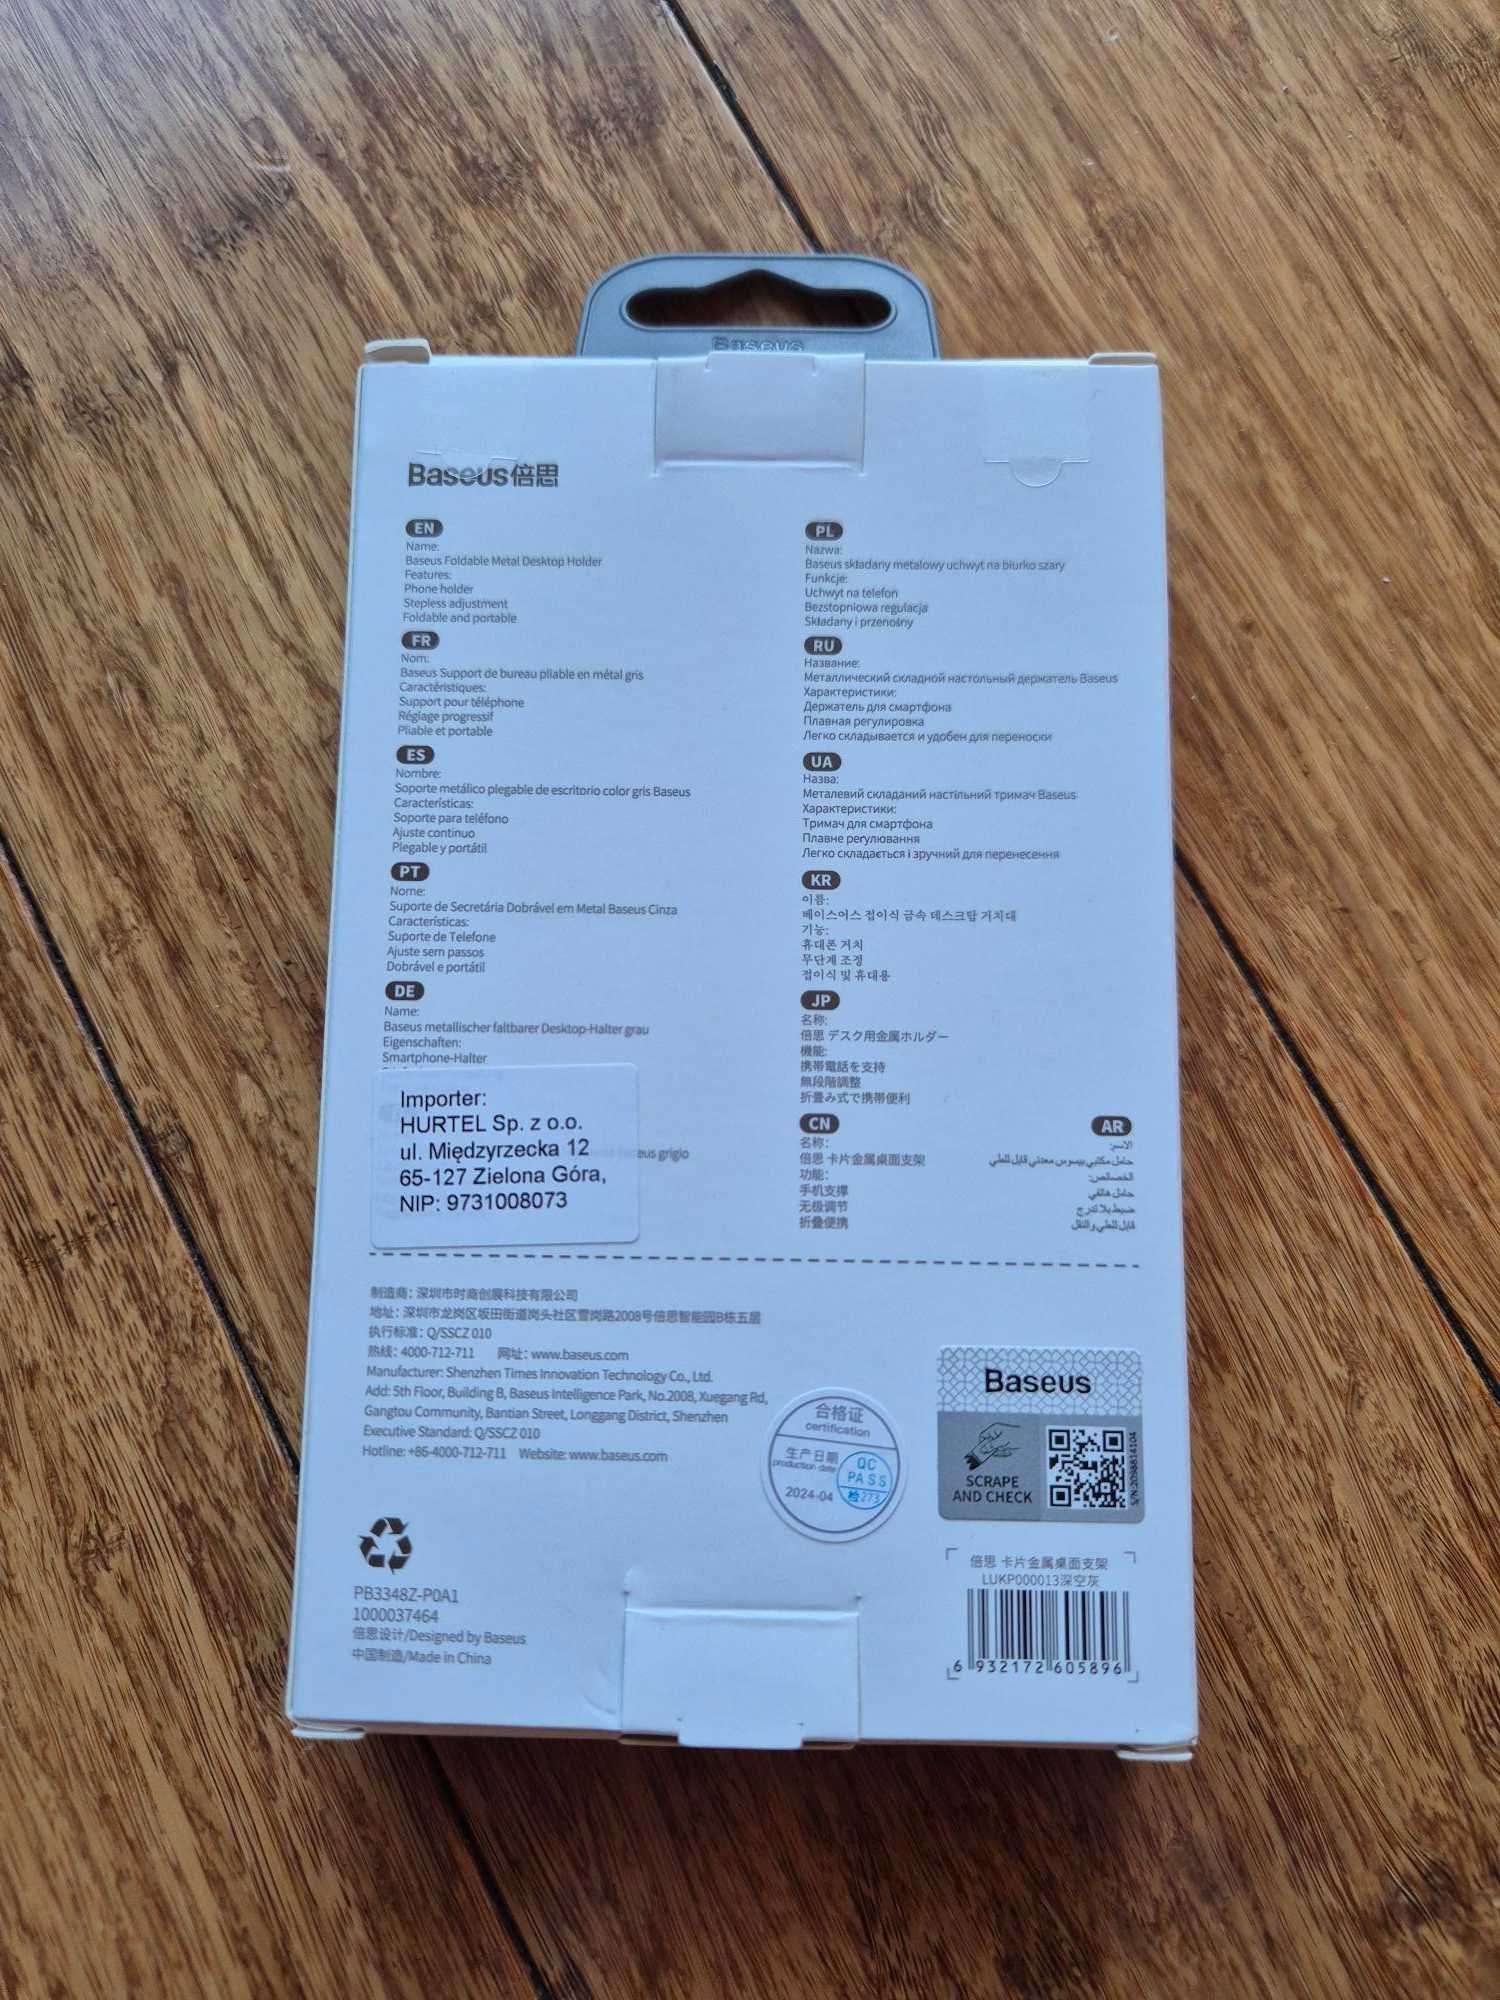 Baseus
Baseus倍思
EN
Name:
Baseus Foldable Metal Desktop Holder
Features:
Phone holder
Stepless adjustment
Foldable and portable
FR
Nom:
Baseus Support de bureau pliable en métal gris
Caractéristiques:
Support pour téléphone
Réglage progressif
Pliable et portable
ES
Nombre:
Soporte metálico plegable de escritorio color gris Baseus
Características:
Soporte para teléfono
Ajuste continuo
Plegable y portátil
PT
Nome:
Suporte de Secretária Dobrável em Metal Baseus Cinza
Características:
Suporte de Telefone
Ajuste sem passos
Dobrável e portátil
DE
Name:
Baseus metallischer faltbarer Desktop-Halter grau
Eigenschaften:
Smartphone-Halter
Importer:
HURTEL Sp. z o.o.
ul. Międzyrzecka 12
65-127 Zielona Góra,
NIP: 9731008073
grigio
PL
Nazwa:
Baseus składany metalowy uchwyt na biurko szary
Funkcje:
Uchwyt na telefon
Bezstopniowa regulacja
Składany i przenośny
RU
Название:
Металлический складной настольный держатель Baseus
Характеристики:
Держатель для смартфона
Плавная регулировка
Легко складывается и удобен для переноски
UA
Назва:
Металевий складаний настільний тримач Baseus
Характеристики:
Тримач для смартфона
Плавне регулювання
Легко складається і зручний для перенесення
KR
이름:
베이스어스 접이식 금속 데스크탑 거치대
기능:
휴대폰 거치
무단계 조정
접이식 및 휴대용
JP
名称:
倍思 デスク用金属ホルダー
機能:
携帯電話を支持
無段階調整
折畳み式で携帯便利
CN
名称:
倍思 卡片金属桌面支架
功能:
手机支撑
无极调节
折叠便携
AR
الاسم:
حامل مكتبي بيسوس معدني قابل للطي
الخصائص:
حامل هاتفي
ضبط بلا تدرج
قابل للطي والنقل
制造商: 深圳市时商创展科技有限公司
地址: 深圳市龙岗区坂田街道岗头社区雪岗路2008号倍思智能园B栋五层
执行标准: Q/SSCZ 010
热线: 4000-712-711 网址: www.baseus.com
Manufacturer: Shenzhen Times Innovation Technology Co., Ltd.
Add: 5th Floor, Building B, Baseus Intelligence Park, No.2008, Xuegang Rd,
Gangtou Community, Bantian Street, Longgang District, Shenzhen
Executive Standard: Q/SSCZ 010
Hotline: +86-4000-712-711 Website: www.baseus.com
合格证
certification
生产日期
production date
2024-04
QC
PASS
检273
Baseus
SCRAPE
AND CHECK
S/N:2098814104
PB3348Z-P0A1
1000037464
倍思设计/Designed by Baseus
中国制造/Made in China
倍思 卡片金属桌面支架
LUKP000013深空灰
6 932172 605896